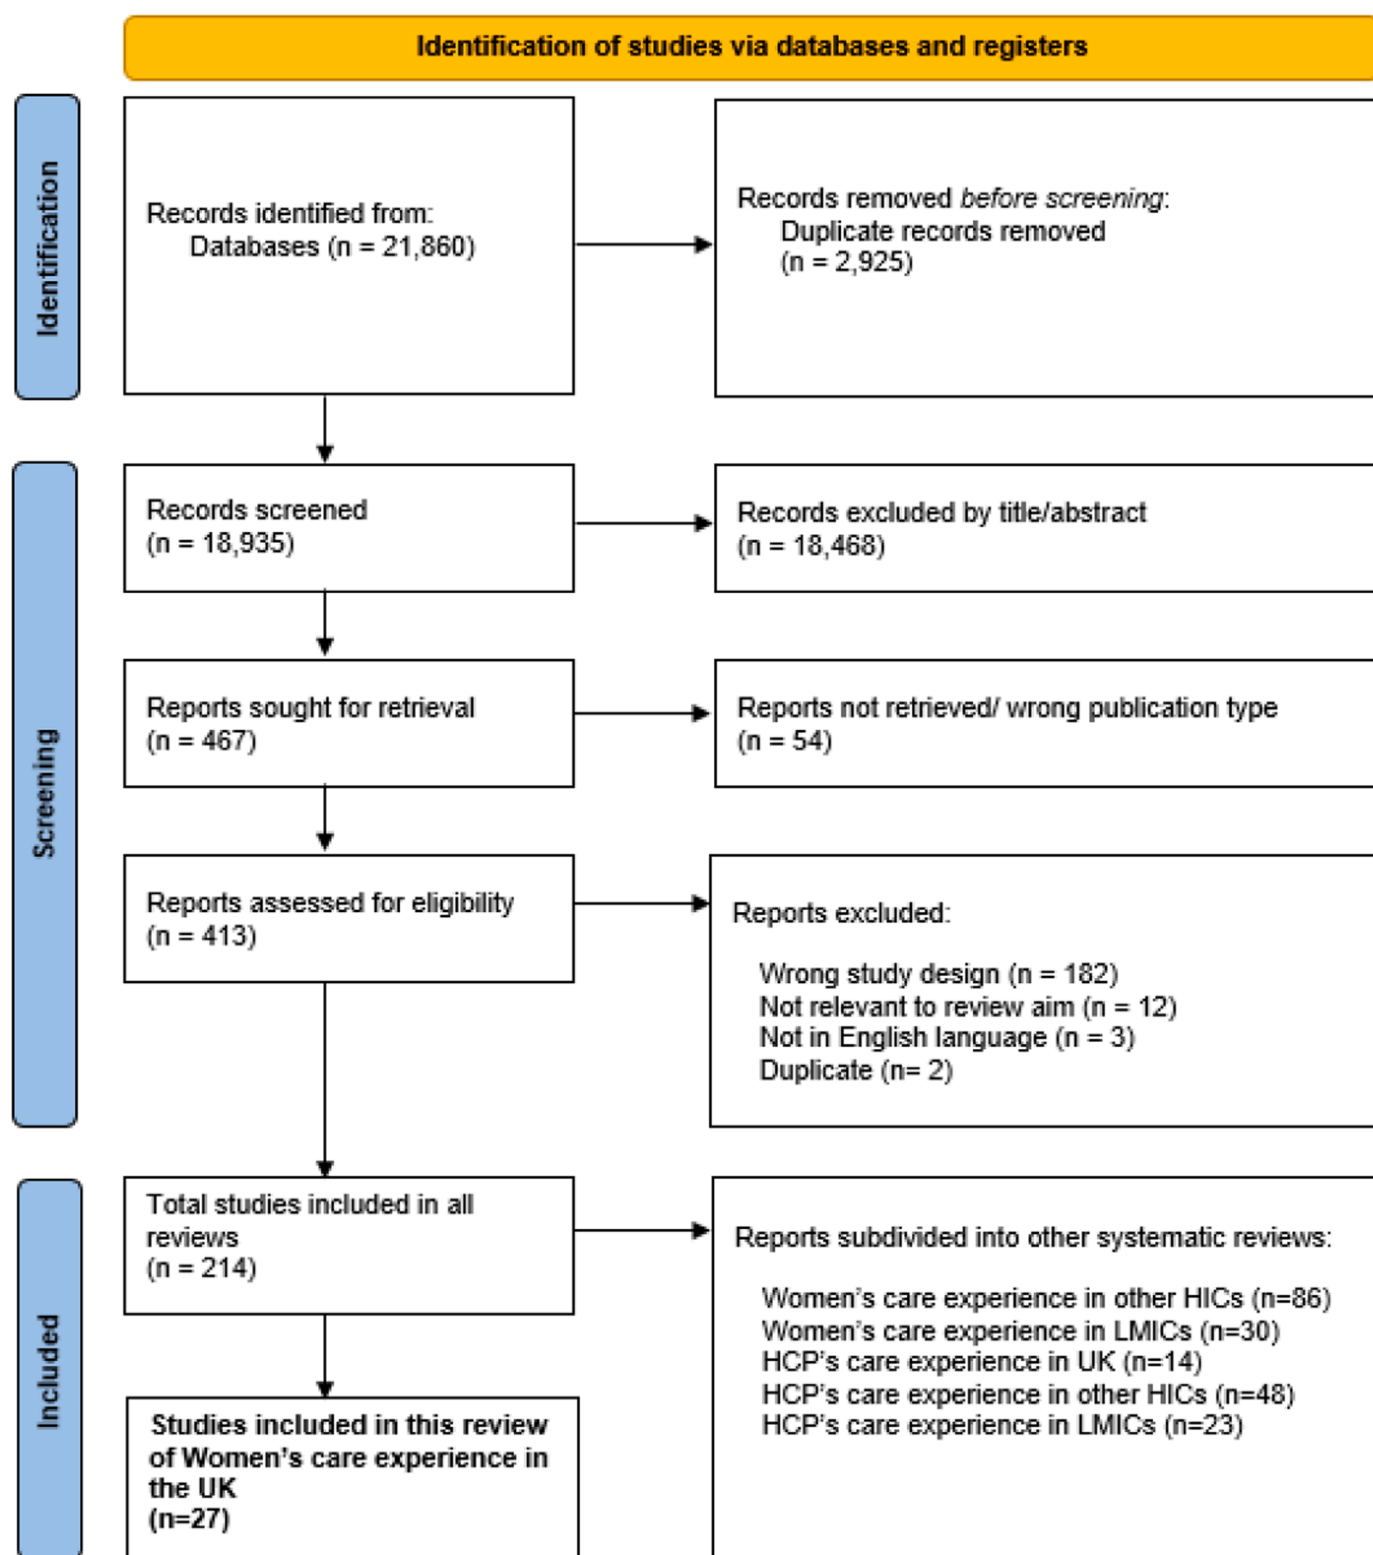 Identification of studies via databases and registers
Identification
Records identified from:
Databases (n = 21,860)
Records removed before screening:
Duplicate records removed
(n = 2,925)
Screening
Records screened
(n = 18,935)
Records excluded by title/abstract
(n = 18,468)
Reports sought for retrieval
(n = 467)
Reports not retrieved/ wrong publication type
(n = 54)
Reports assessed for eligibility
(n = 413)
Reports excluded:
Wrong study design (n = 182)
Not relevant to review aim (n = 12)
Not in English language (n = 3)
Duplicate (n= 2)
Included
Total studies included in all
reviews
(n = 214)
Reports subdivided into other systematic reviews:
Women's care experience in other HICs (n=86)
Women's care experience in LMICs (n=30)
HCP's care experience in UK (n=14)
HCP's care experience in other HICs (n=48)
HCP's care experience in LMICs (n=23)
Studies included in this review
of Women's care experience in
the UK
(n=27)